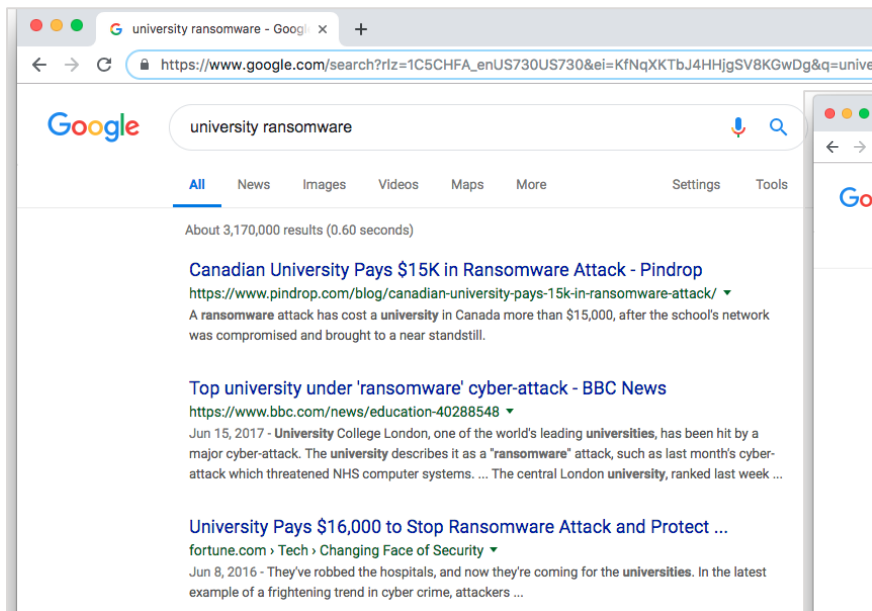 university ransomware - Goog
https://www.google.com/search?rlz=1C5CHFA_enUS730US730&ei=KfNqXKTbJ4HHjgSV8KGwDg&q=unive
Google
university ransomware
Go
All News Images Videos Maps More Settings Tools
About 3,170,000 results (0.60 seconds)
Canadian University Pays $15K in Ransomware Attack - Pindrop
https://www.pindrop.com/blog/canadian-university-pays-15k-in-ransomware-attack/
A ransomware attack has cost a university in Canada more than $15,000, after the school's network
was compromised and brought to a near standstill.
Top university under 'ransomware' cyber-attack - BBC News
https://www.bbc.com/news/education-40288548
Jun 15, 2017 - University College London, one of the world's leading universities, has been hit by a
major cyber-attack. The university describes it as a "ransomware" attack, such as last month's cyber-
attack which threatened NHS computer systems. ... The central London university, ranked last week ...
University Pays $16,000 to Stop Ransomware Attack and Protect ...
fortune.com › Tech › Changing Face of Security
Jun 8, 2016 - They've robbed the hospitals, and now they're coming for the universities. In the latest
example of a frightening trend in cyber crime, attackers ...